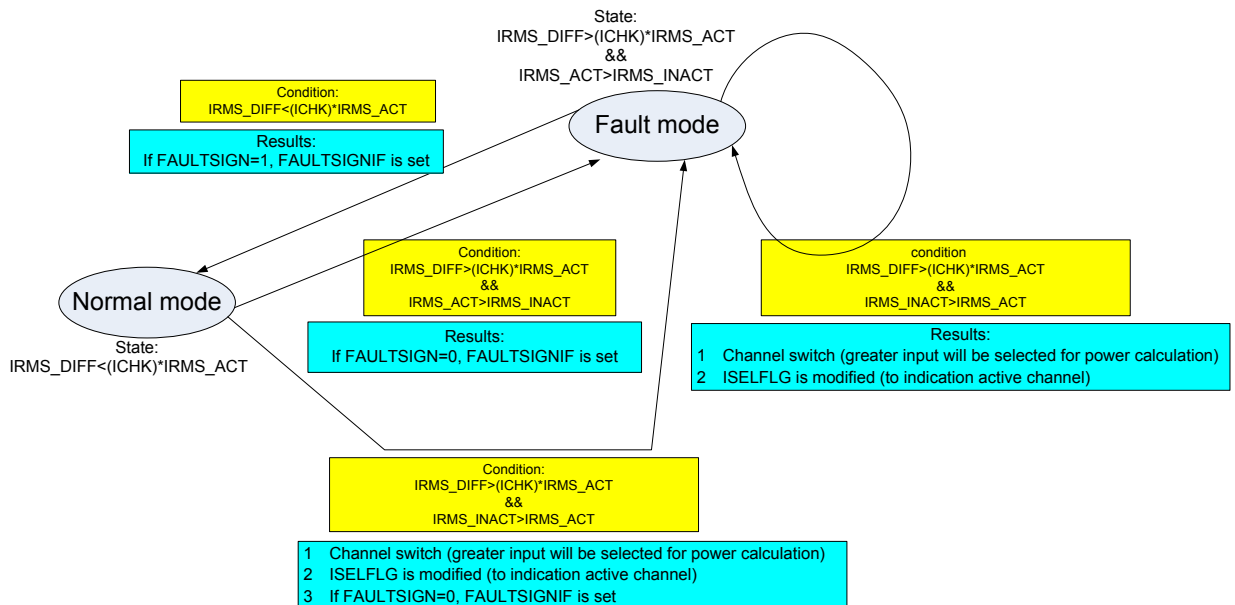 State:
IRMS_DIFF>(ICHK)*IRMS_ACT
&&
IRMS_ACT>IRMS_INACT
Fault mode
Condition:
IRMS_DIFF<(ICHK)*IRMS_ACT
Results:
If FAULTSIGN=1, FAULTSIGNIF is set
Normal mode
State:
IRMS_DIFF<(ICHK)*IRMS_ACT
Condition:
IRMS_DIFF>(ICHK)*IRMS_ACT
&&
IRMS_ACT>IRMS_INACT
Results:
If FAULTSIGN=0, FAULTSIGNIF is set
condition
IRMS_DIFF>(ICHK)*IRMS_ACT
&&
IRMS_INACT>IRMS_ACT
Results:
1 Channel switch (greater input will be selected for power calculation)
2 ISELFLG is modified (to indication active channel)
Condition:
IRMS_DIFF>(ICHK)*IRMS_ACT
&&
IRMS_INACT>IRMS_ACT
1 Channel switch (greater input will be selected for power calculation)
2 ISELFLG is modified (to indication active channel)
3 If FAULTSIGN=0, FAULTSIGNIF is set